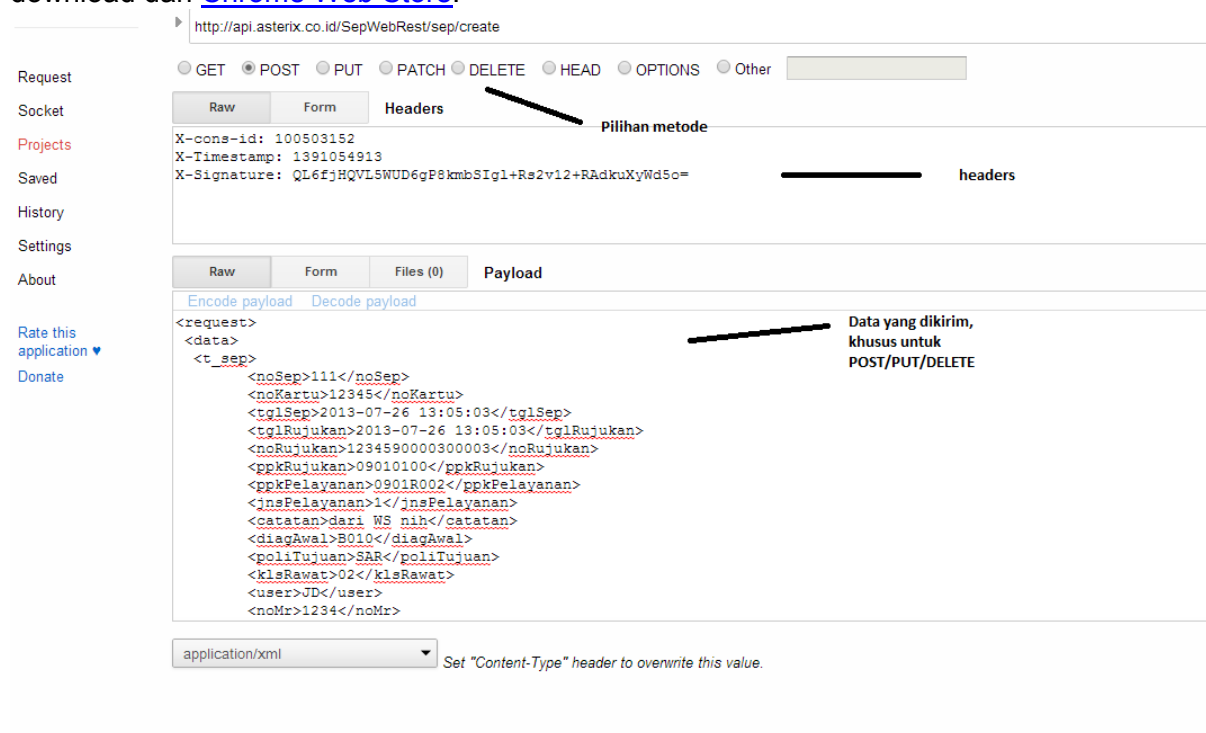 download dari Chrome Web Store.
http://api.asterix.co.id/SepWebRest/sep/create
GET POST PUT PATCH DELETE HEAD OPTIONS Other
Request
Socket
Projects
Saved
History
Settings
About
Rate this
application ♥
Donate
Raw Form Headers
Pilihan metode
X-cons-id: 100503152
X-Timestamp: 1391054913
X-Signature: QL6fjHQVL5WUD6gP8kmbSIgl+Rs2v12+RAdkuXyWd5o=
headers
Raw Form Files (0) Payload
Encode payload Decode payload
<request>
<data>
<t_sep>
<noSep>111</noSep>
<noKartu>12345</noKartu>
<tglSep>2013-07-26 13:05:03</tglSep>
<tglRujukan>2013-07-26 13:05:03</tglRujukan>
<noRujukan>1234590000300003</noRujukan>
<ppkRujukan>09010100</ppkRujukan>
<ppkPelayanan>0901R002</ppkPelayanan>
<jnsPelayanan>1</jnsPelayanan>
<catatan>dari WS nih</catatan>
<diagAwal>B010</diagAwal>
<poliTujuan>SAR</poliTujuan>
<klsRawat>02</klsRawat>
<user>JD</user>
<noMr>1234</noMr>
Data yang dikirim,
khusus untuk
POST/PUT/DELETE
application/xml
Set "Content-Type" header to overwrite this value.